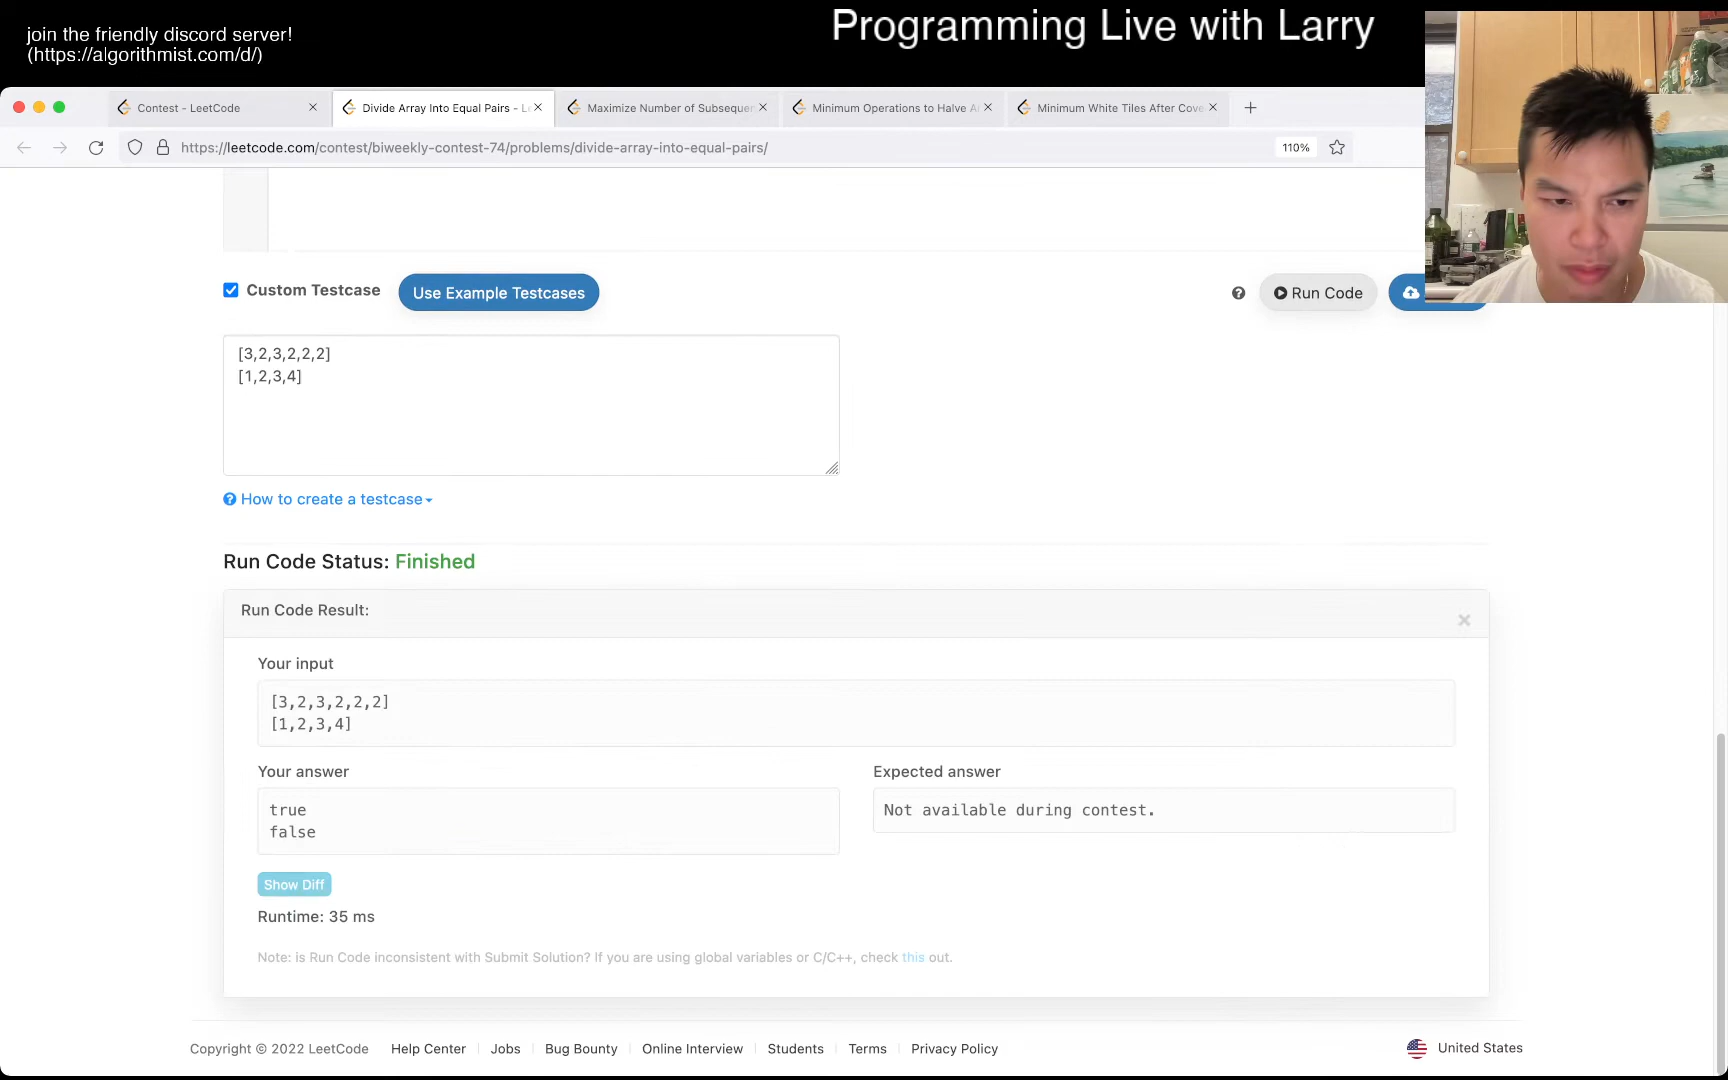 join the friendly discord server!
(https://algorithmist.com/d/)
Programming Live with Larry
Contest - LeetCode
Divide Array Into Equal Pairs - L
Maximize Number of Subsequen
Minimum Operations to Halve A
Minimum White Tiles After Cove
https://leetcode.com/contest/biweekly-contest-74/problems/divide-array-into-equal-pairs/
110%
Custom Testcase
Use Example Testcases
Run Code
[3,2,3,2,2,2]
[1,2,3,4]
How to create a testcase
Run Code Status: Finished
Run Code Result:
Your input
[3,2,3,2,2,2]
[1,2,3,4]
Your answer
Expected answer
true
false
Not available during contest.
Show Diff
Runtime: 35 ms
Note: is Run Code inconsistent with Submit Solution? If you are using global variables or C/C++, check this out.
Copyright © 2022 LeetCode
Help Center
Jobs
Bug Bounty
Online Interview
Students
Terms
Privacy Policy
United States